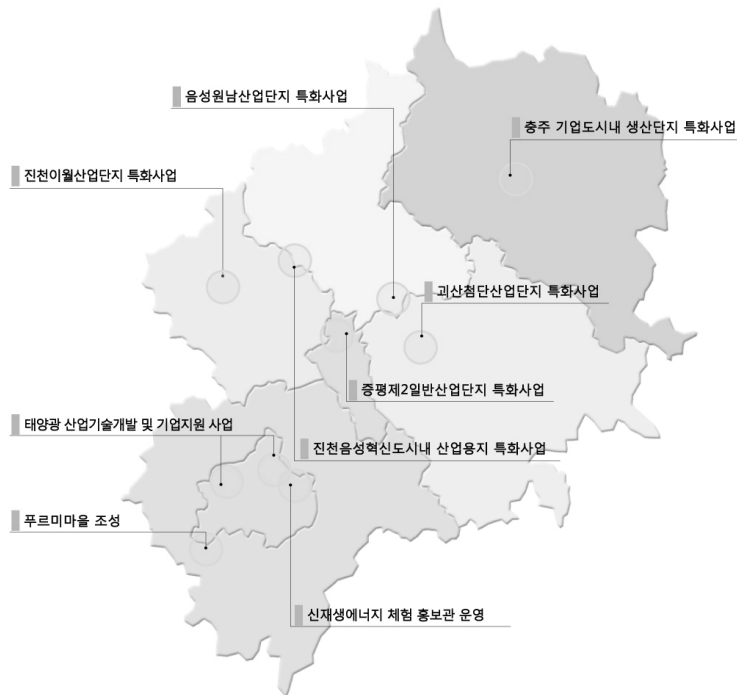 음성원남산업단지 특화사업
충주 기업도시내 생산단지 특화사업
진천이월산업단지 특화사업
괴산첨단산업단지 특화사업
증평제2일반산업단지 특화사업
태양광 산업기술개발 및 기업지원 사업
진천음성혁신도시내 산업용지 특화사업
푸르미마을 조성
신재생에너지 체험 홍보관 운영